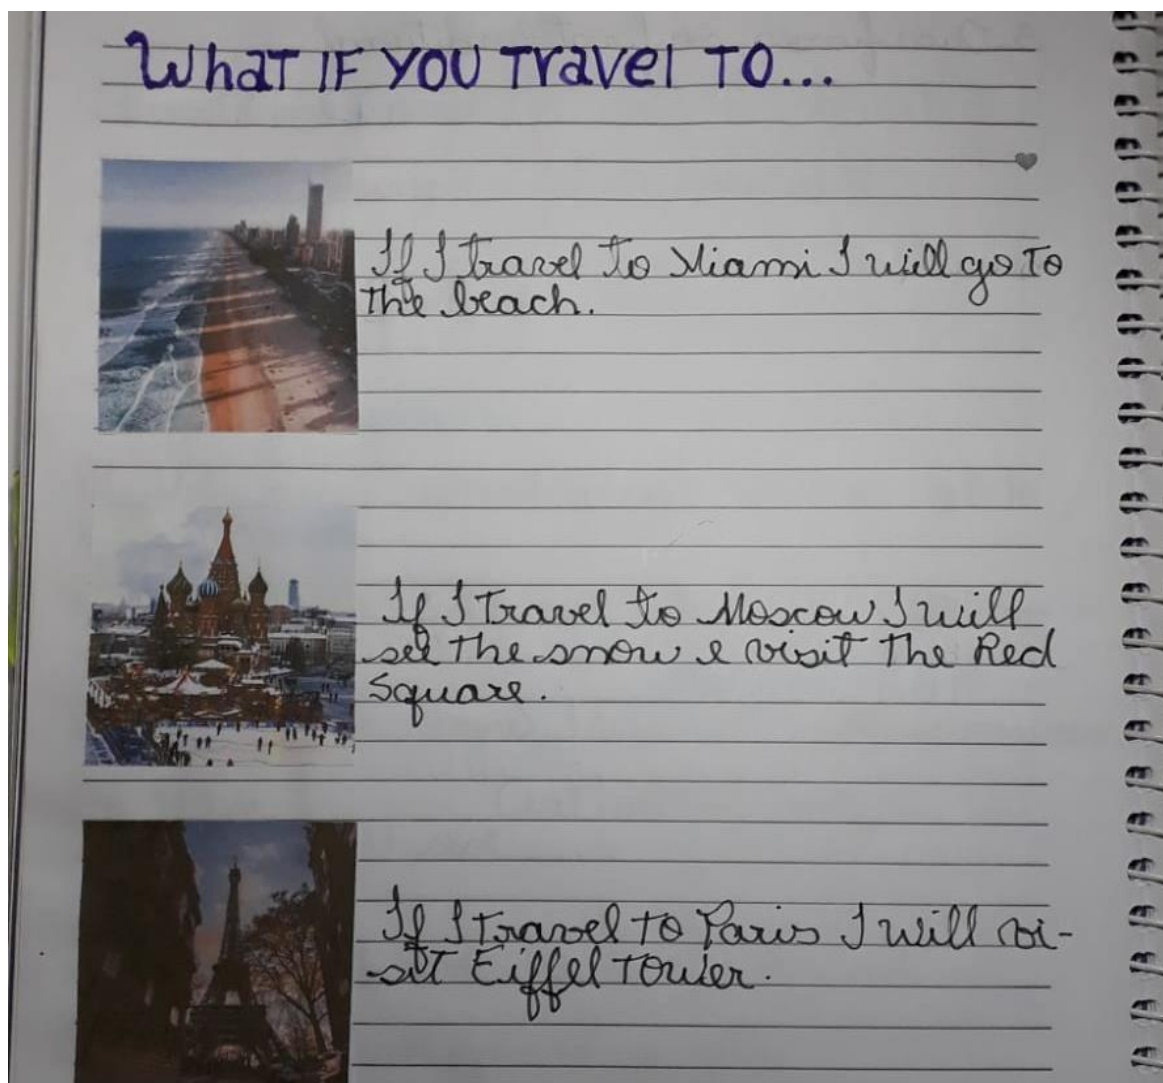 WhaT IF YOU Travel TO...
If I travel to Miami I will go To
the beach.
If I Travel to Moscow I will
see The snow e visit The Red
Square.
If I Travel to Paris I will vi-
sit Eiffel Tower.